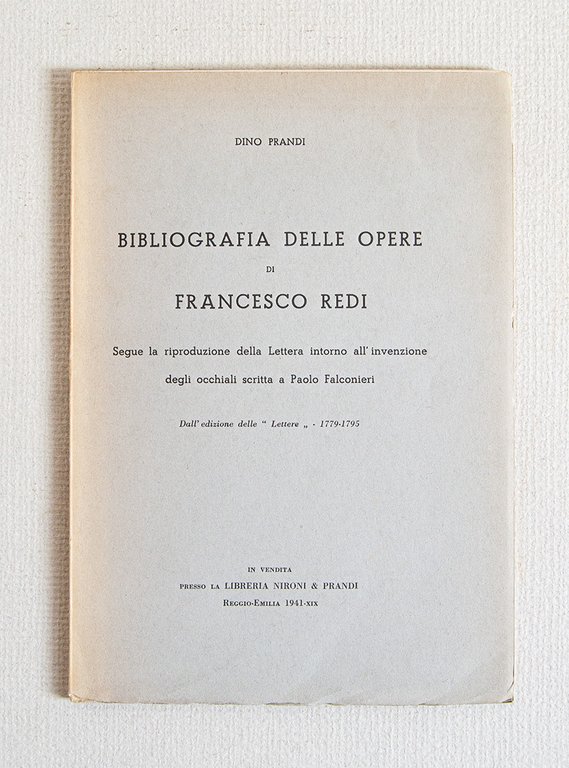 DINO PRANDI
BIBLIOGRAFIA DELLE OPERE
DI
FRANCESCO REDI
Segue la riproduzione della Lettera intorno all'invenzione
degli occhiali scritta a Paolo Falconieri
Dall'edizione delle “ Lettere „ - 1779-1795
IN VENDITA
PRESSO LA LIBRERIA NIRONI & PRANDI
REGGIO-EMILIA 1941-XIX